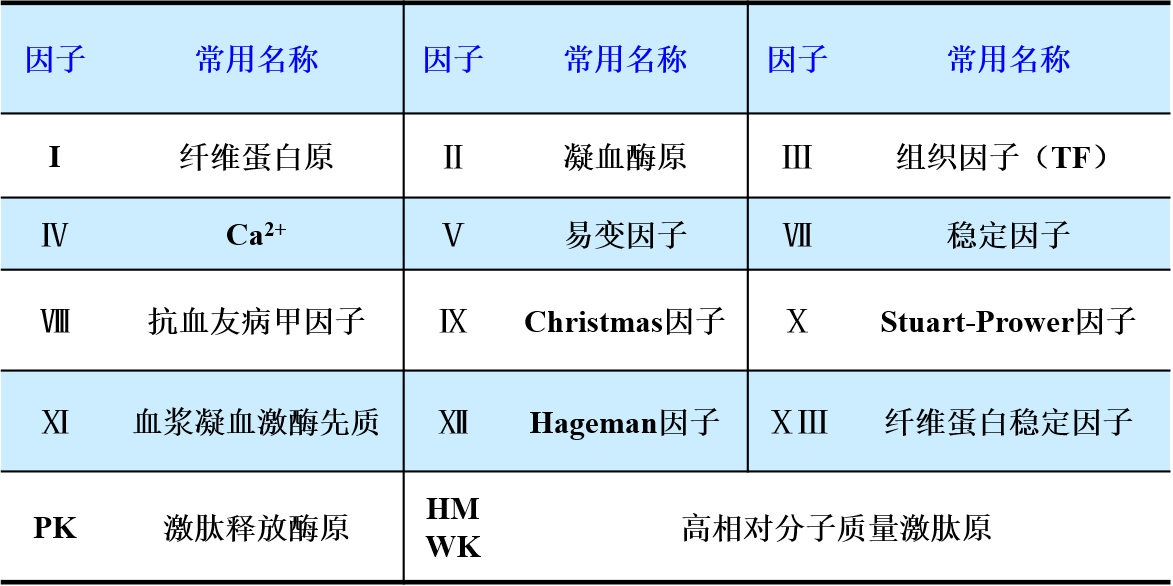 因子 常用名称 因子 常用名称 因子 常用名称
I 纤维蛋白原 Ⅱ 凝血酶原 Ⅲ 组织因子（TF）
Ⅳ Ca²⁺ Ⅴ 易变因子 Ⅶ 稳定因子
Ⅷ 抗血友病甲因子 Ⅸ Christmas因子 Ⅹ Stuart-Prower因子
Ⅺ 血浆凝血激酶先质 Ⅻ Hageman因子 ⅩⅢ 纤维蛋白稳定因子
PK 激肽释放酶原 HM
WK 高相对分子质量激肽原